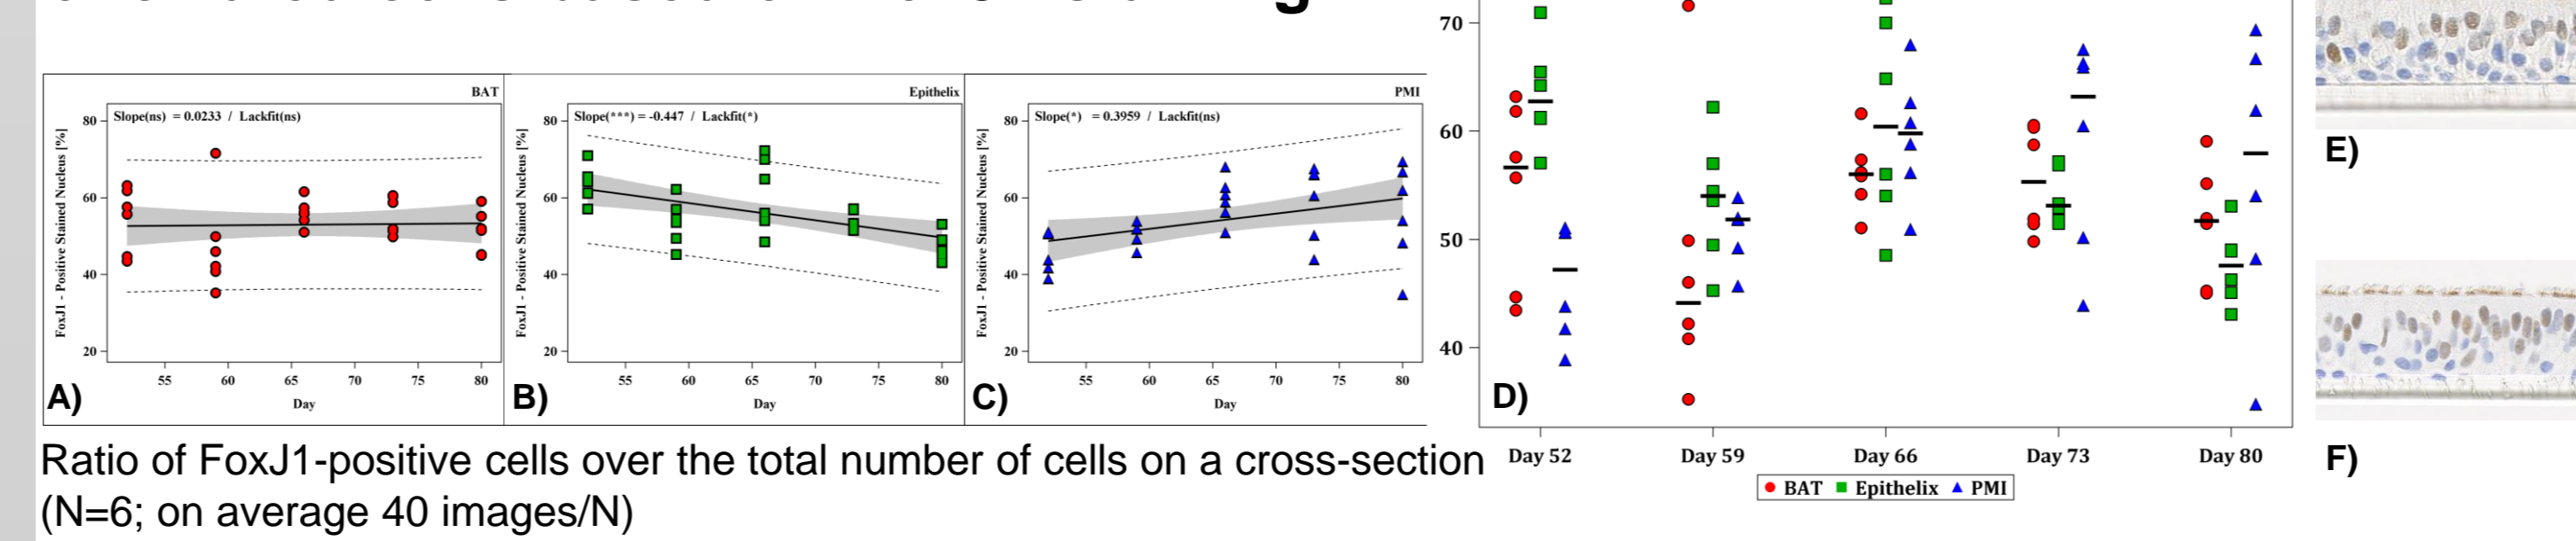 BAT
Slope(ns) = 0.0233 / Lackfit(ns)
FoxJ1 - Positive Stained Nucleus [%]
80
60
40
20
55 60 65 70 75 80
Day
A)
Epithelix
Slope(***) = -0.447 / Lackfit(*)
FoxJ1 - Positive Stained Nucleus [%]
80
60
40
20
55 60 65 70 75 80
Day
B)
PMI
Slope(*) = 0.3959 / Lackfit(ns)
FoxJ1 - Positive Stained Nucleus [%]
80
60
40
20
55 60 65 70 75 80
Day
C)
70
60
50
40
D)
Day 52 Day 59 Day 66 Day 73 Day 80
BAT Epithelix PMI
E)
F)
Ratio of FoxJ1-positive cells over the total number of cells on a cross-section
(N=6; on average 40 images/N)